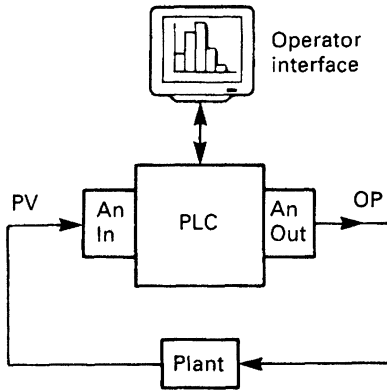 Operator
interface
PV
An
In
PLC
An
Out
OP
Plant